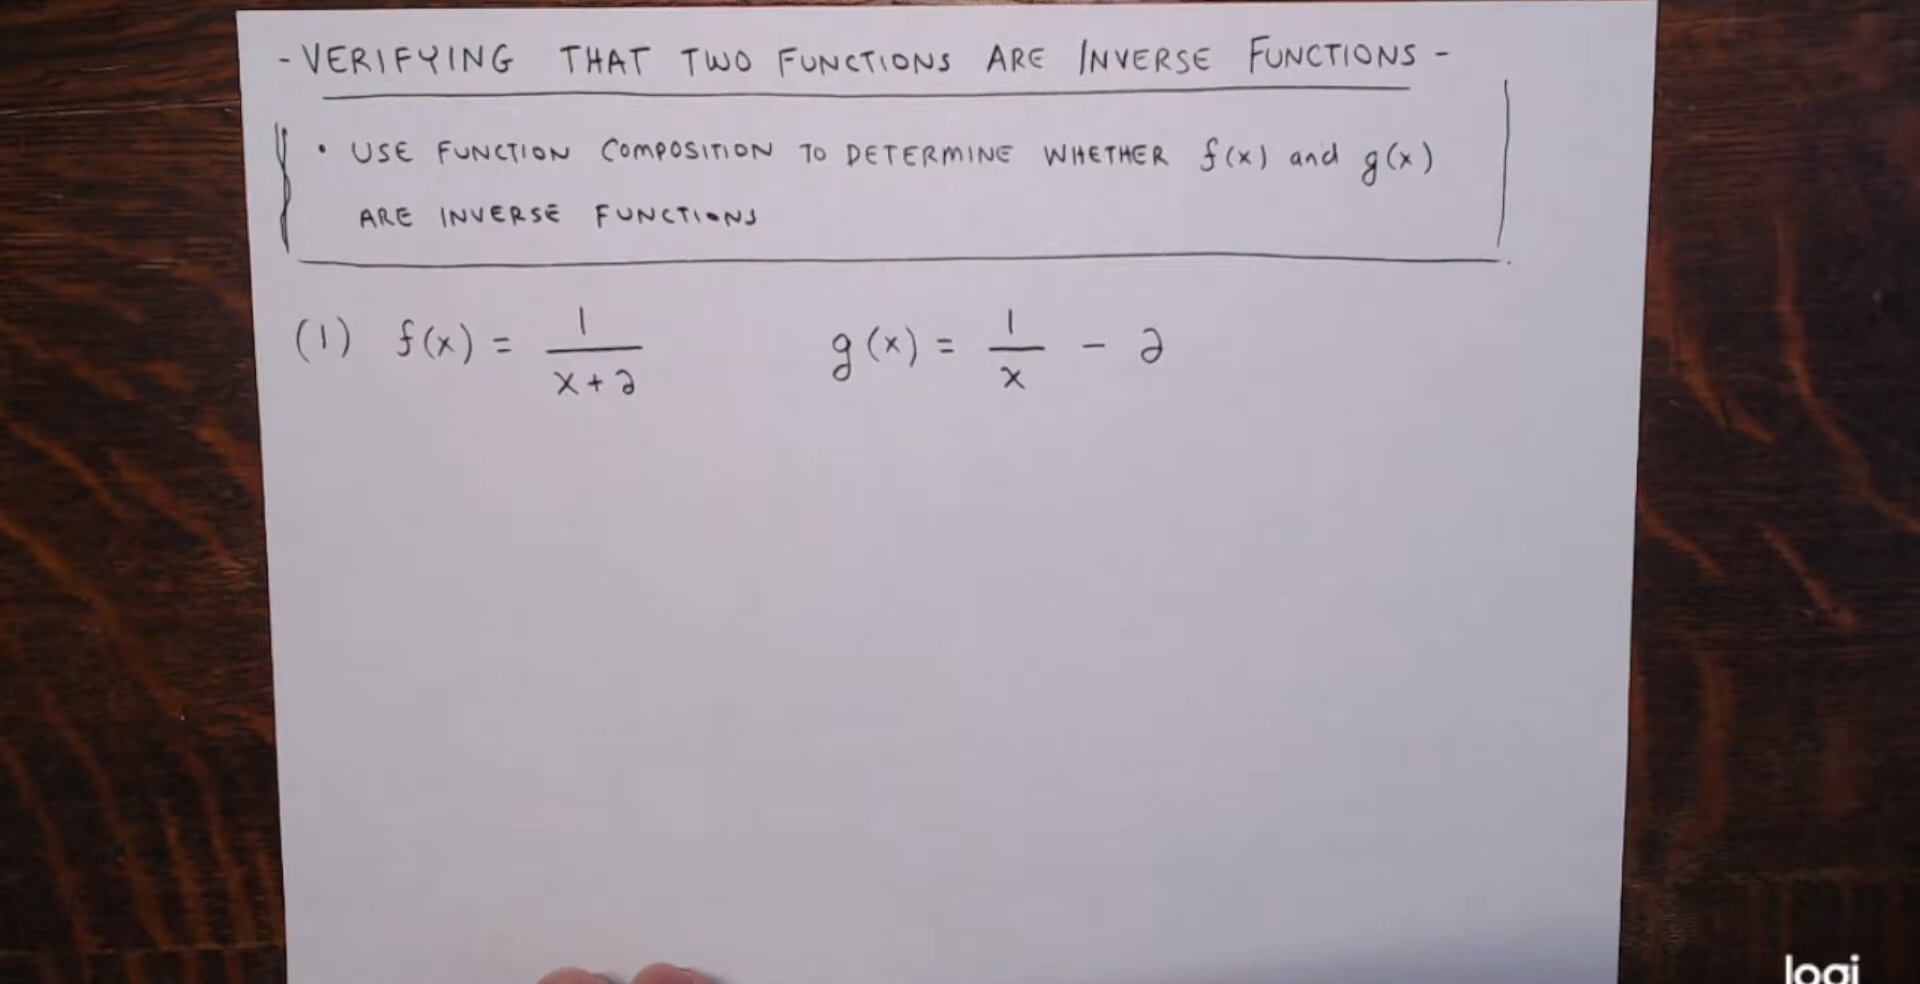 - VERIFYING THAT TWO FUNCTIONS ARE INVERSE FUNCTIONS -
• USE FUNCTION COMPOSITION TO DETERMINE WHETHER f(x) and g(x)
ARE INVERSE FUNCTIONS
(1) f(x) = 1/(x+2) g(x) = 1/x - 2
logi